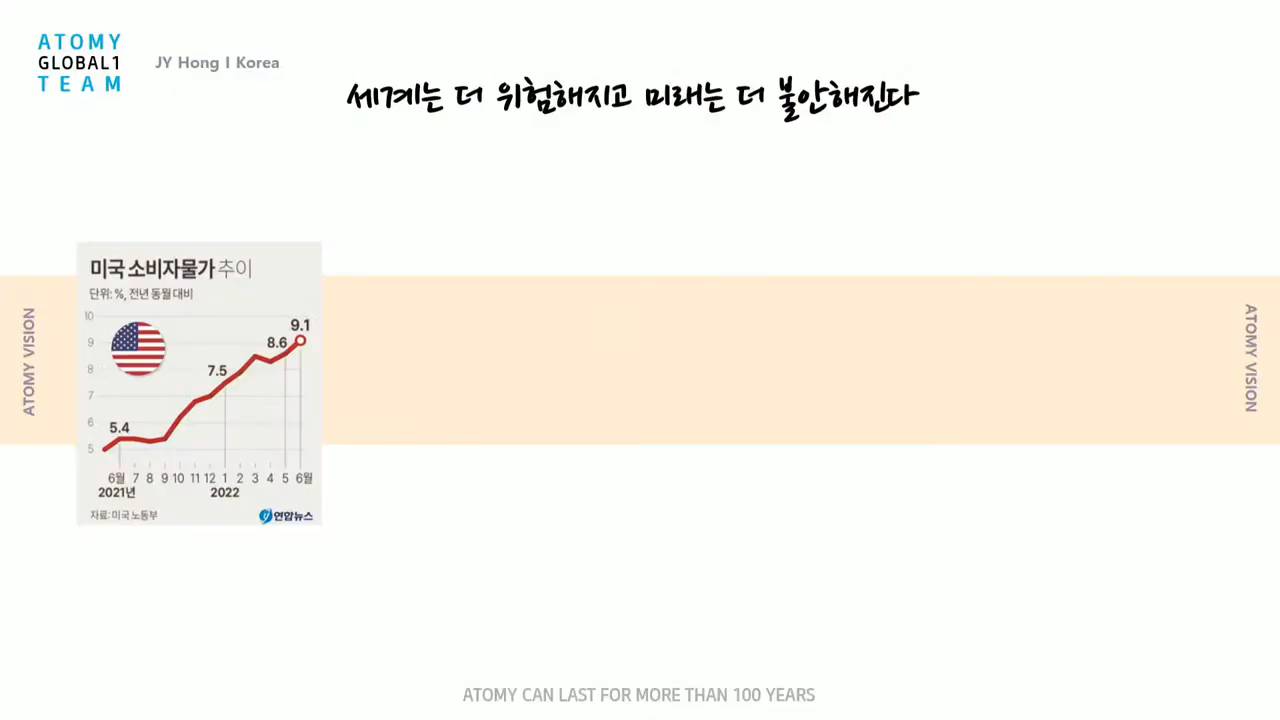 ATOMY
GLOBAL1
TEAM
JY Hong I Korea
세계는 더 위험해지고 미래는 더 불안해진다
ATOMY VISION
미국 소비자물가 추이
단위: %, 전년 동월 대비
10
9
8
7
6
5
5.4
7.5
8.6
9.1
6월 7 8 9 10 11 12 1 2 3 4 5 6월
2021년 2022
자료: 미국 노동부
연합뉴스
ATOMY VISION
ATOMY CAN LAST FOR MORE THAN 100 YEARS